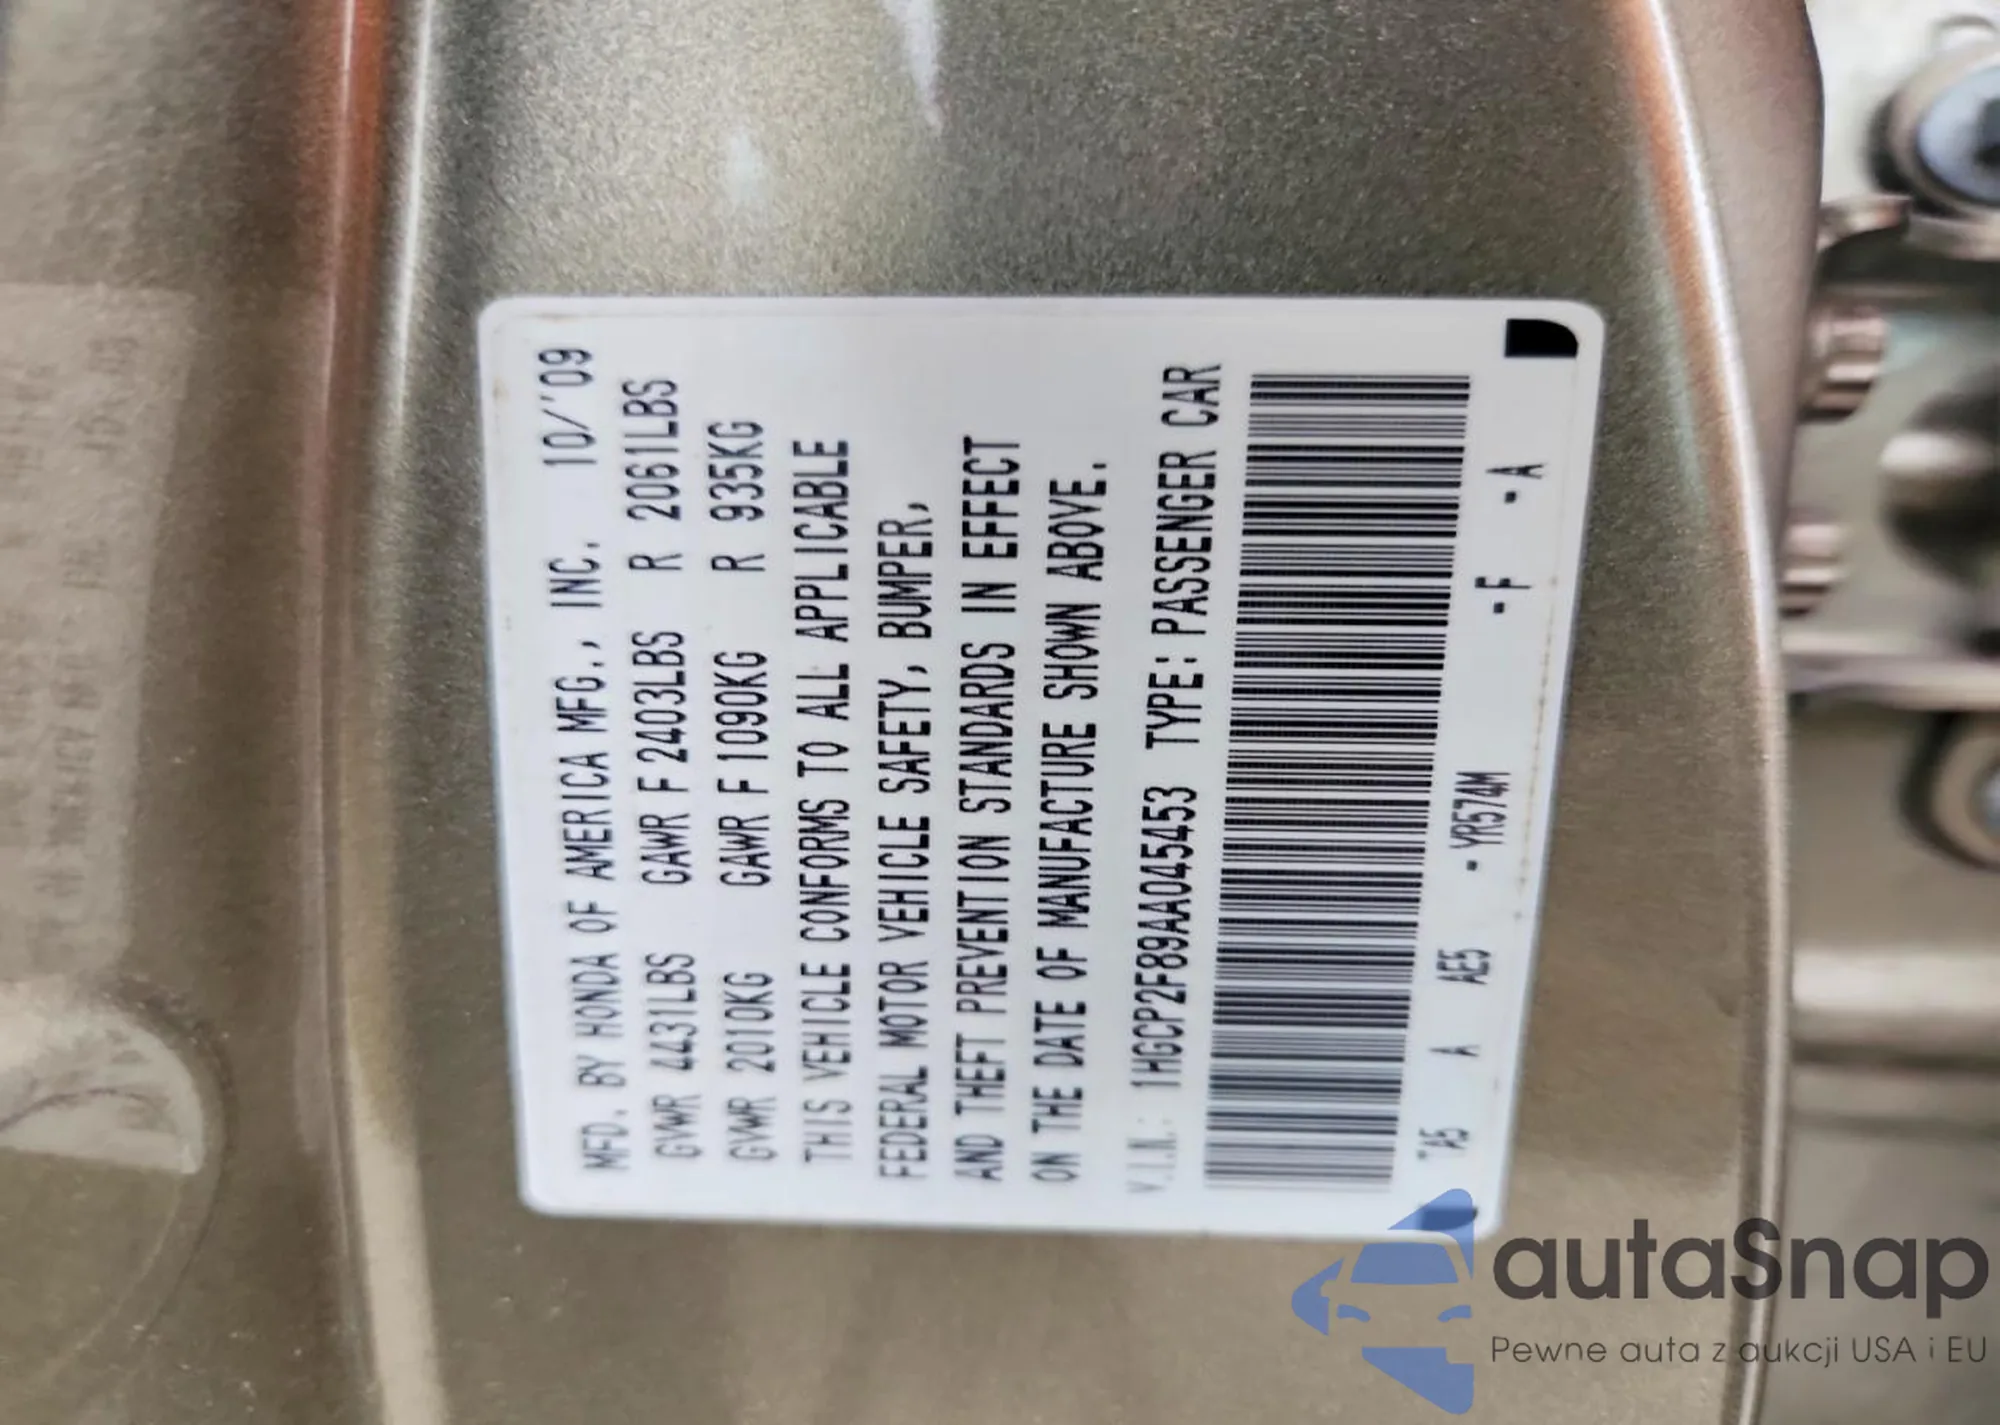 MFD. BY HONDA OF AMERICA MFG., INC. 10/'09
GVWR 4431LBS GAWR F 2403LBS R 2061LBS
GVWR 2010KG GAWR F 1090KG R 935KG
THIS VEHICLE CONFORMS TO ALL APPLICABLE
FEDERAL MOTOR VEHICLE SAFETY, BUMPER,
AND THEFT PREVENTION STANDARDS IN EFFECT
ON THE DATE OF MANUFACTURE SHOWN ABOVE.
V.I.N.: 1HGCP2F89AA045453 TYPE: PASSENGER CAR
TA5 A AE5 -YR574M -F -A
autaSnap
Pewne auta z aukcji USA i EU